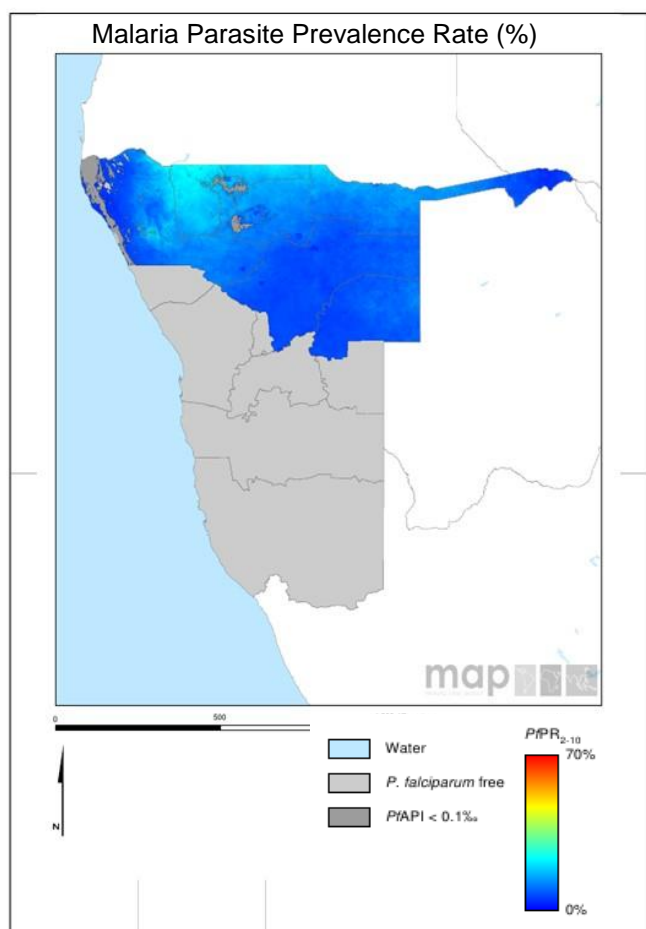 Malaria Parasite Prevalence Rate (%)
map
0
500
Water
P. falciparum free
PfAPI < 0.1‰
N
PfPR2-10
70%
0%